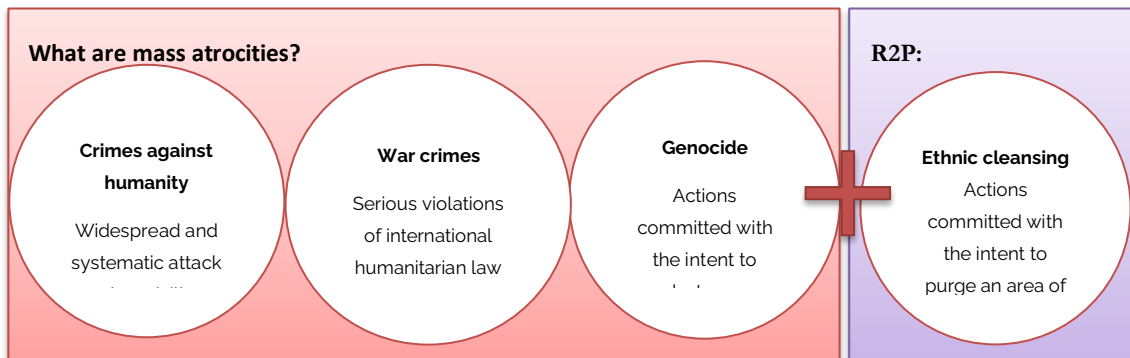 What are mass atrocities?
Crimes against
humanity
Widespread and
systematic attack
War crimes
Serious violations
of international
humanitarian law
Genocide
Actions
committed with
the intent to
R2P:
Ethnic cleansing
Actions
committed with
the intent to
purge an area of